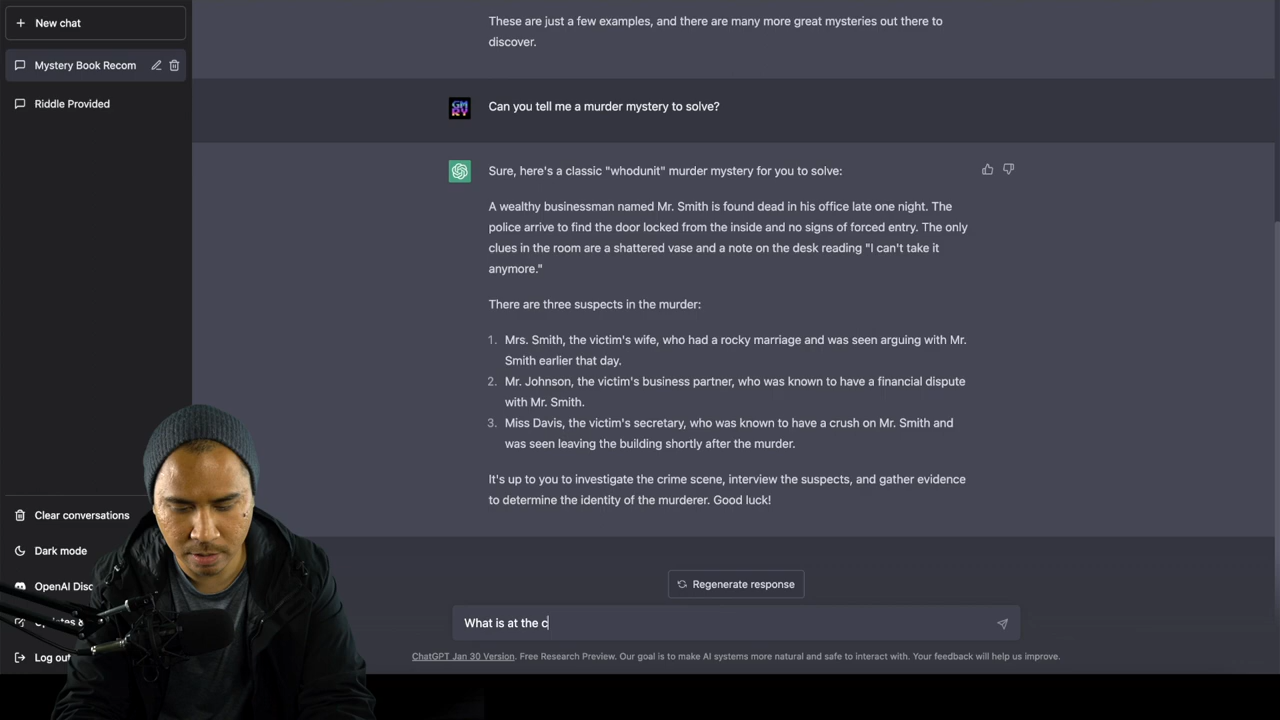 New chat
Mystery Book Recom
Riddle Provided
These are just a few examples, and there are many more great mysteries out there to
discover.
GM
RY
Can you tell me a murder mystery to solve?
Sure, here's a classic "whodunit" murder mystery for you to solve:
A wealthy businessman named Mr. Smith is found dead in his office late one night. The
police arrive to find the door locked from the inside and no signs of forced entry. The only
clues in the room are a shattered vase and a note on the desk reading "I can't take it
anymore."
There are three suspects in the murder:
1. Mrs. Smith, the victim's wife, who had a rocky marriage and was seen arguing with Mr.
Smith earlier that day.
2. Mr. Johnson, the victim's business partner, who was known to have a financial dispute
with Mr. Smith.
3. Miss Davis, the victim's secretary, who was known to have a crush on Mr. Smith and
was seen leaving the building shortly after the murder.
It's up to you to investigate the crime scene, interview the suspects, and gather evidence
to determine the identity of the murderer. Good luck!
Clear conversations
Dark mode
OpenAI Disc
Updates &
Log out
Regenerate response
What is at the c
ChatGPT Jan 30 Version. Free Research Preview. Our goal is to make AI systems more natural and safe to interact with. Your feedback will help us improve.